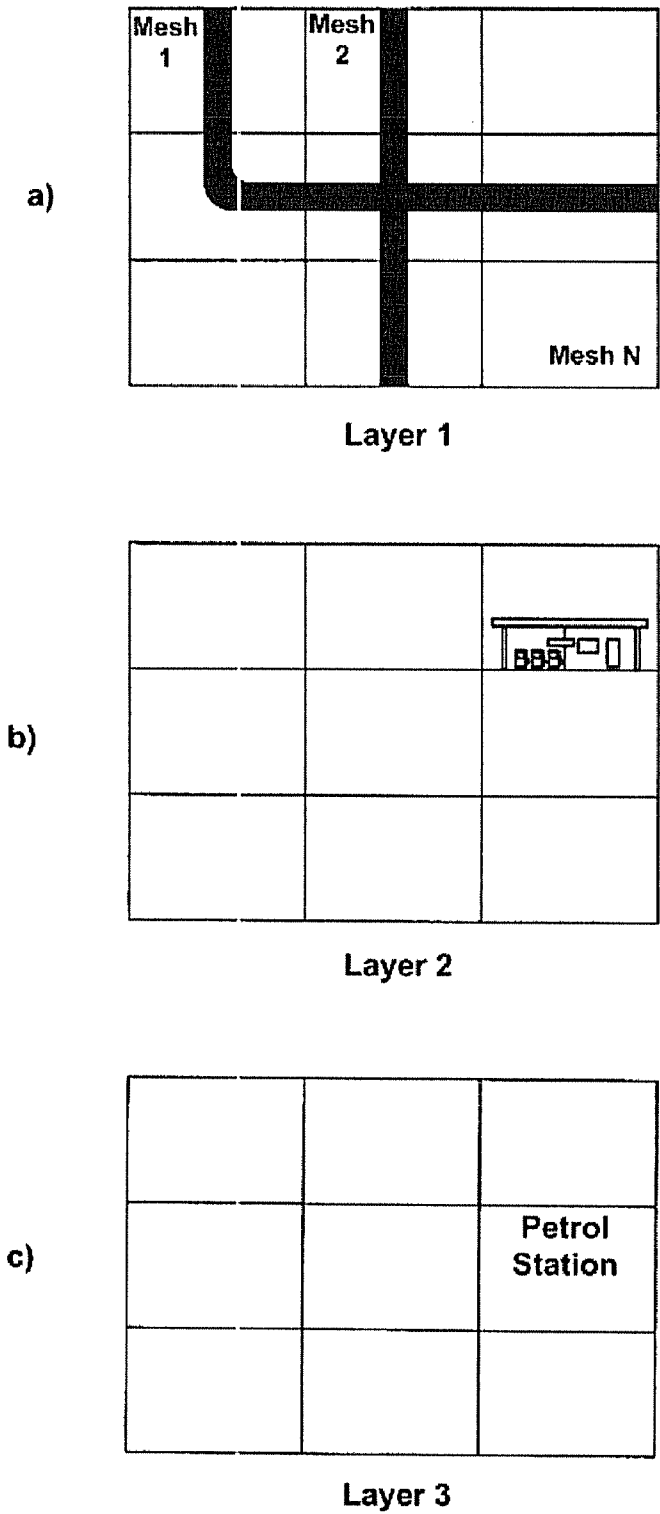 Mesh
1
Mesh
2
a)
Mesh N
Layer 1
b)
Layer 2
Petrol
Station
c)
Layer 3